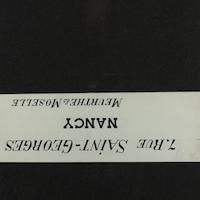 7. RUE SAINT-GEORGES
NANCY
MEURTHE & MOSELLE